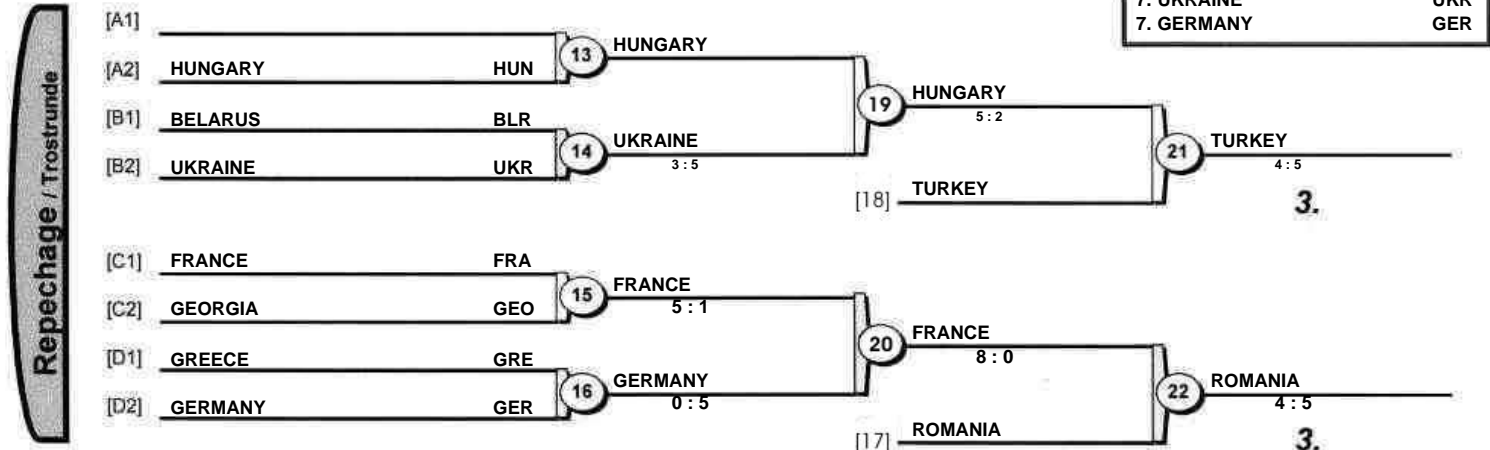 7. UKRAINE UKR
7. GERMANY GER
Repechage / Trostrunde
[A1]
[A2] HUNGARY HUN
13 HUNGARY
[B1] BELARUS BLR
[B2] UKRAINE UKR
14 UKRAINE
3 : 5
19 HUNGARY
5 : 2
[18] TURKEY
21 TURKEY
4 : 5
3.
[C1] FRANCE FRA
[C2] GEORGIA GEO
15 FRANCE
5 : 1
[D1] GREECE GRE
[D2] GERMANY GER
16 GERMANY
0 : 5
20 FRANCE
8 : 0
[17] ROMANIA
22 ROMANIA
4 : 5
3.